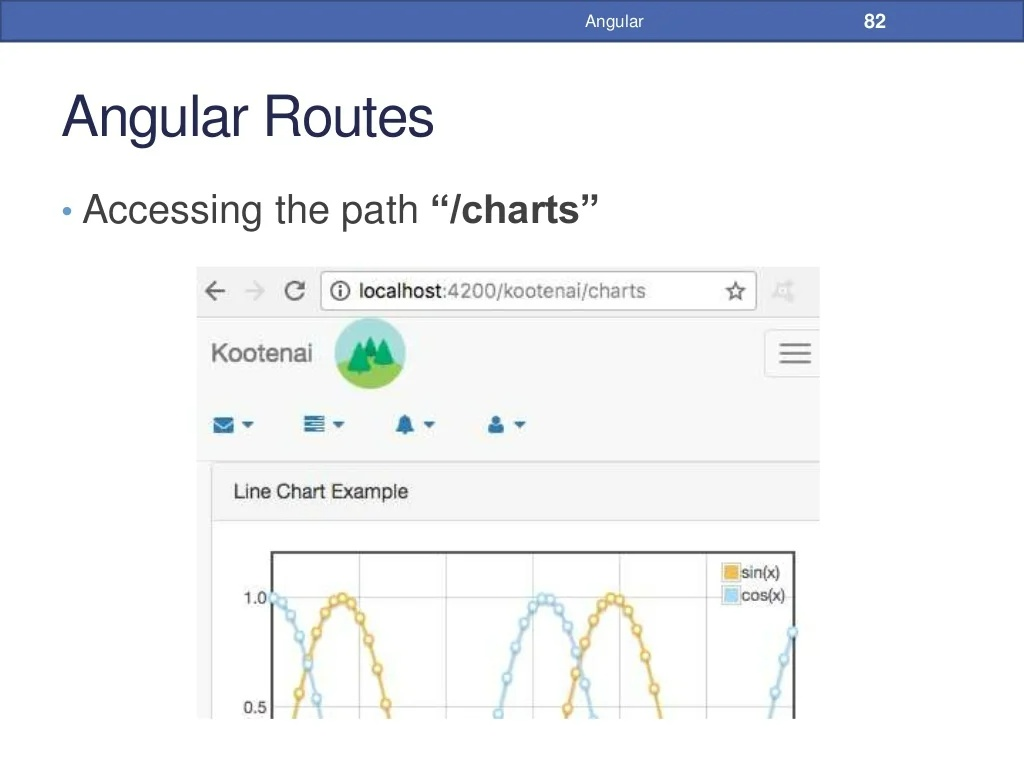 Angular 82
Angular Routes
• Accessing the path “/charts”
localhost:4200/kootenai/charts
Kootenai
Line Chart Example
sin(x)
cos(x)
1.0
0.5